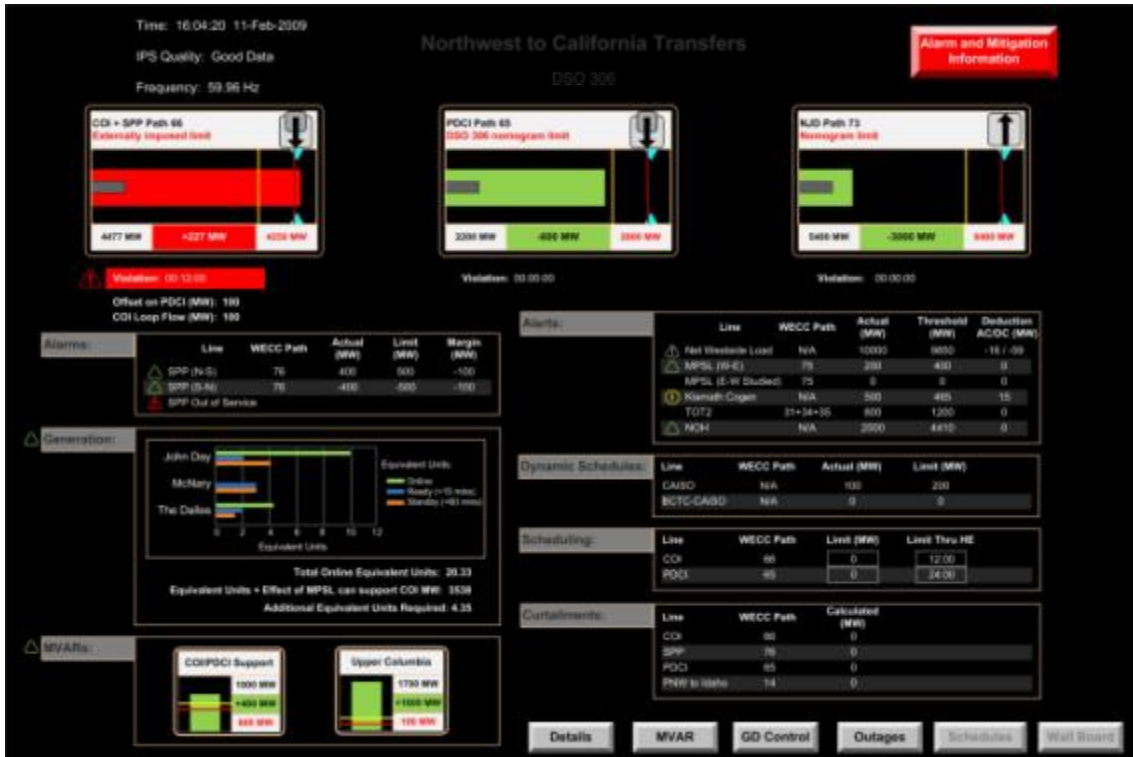 Time: 16:04:20 11-Feb-2009
IPS Quality: Good Data
Frequency: 59.96 Hz
Northwest to California Transfers
DSO 306
Alarm and Mitigation
Information
COI + SPP Path 66
Externally imposed limit
4477 MW +227 MW 4250 MW
Violation: 00:12:00
Offset on PDCI (MW): 100
COI Loop Flow (MW): 100
PDCI Path 65
DSO 306 nomogram limit
2200 MW -600 MW 2800 MW
Violation: 00:00:00
NJD Path 73
Nomogram limit
5400 MW -3000 MW 8400 MW
Violation: 00:00:00
Alarms:
Line WECC Path Actual (MW) Limit (MW) Margin (MW)
SPP (N-S) 76 400 500 -100
SPP (S-N) 76 -400 -500 -100
SPP Out of Service
Generation:
John Day
McNary
The Dalles
0 2 4 6 8 10 12
Equivalent Units
Equivalent Units
Online
Ready (<15 mins)
Standby (<60 mins)
Total Online Equivalent Units: 20.33
Equivalent Units + Effect of MPSL can support COI MW: 3538
Additional Equivalent Units Required: 4.35
MVARs:
COI/PDCI Support
1000 MW
+400 MW
600 MW
Upper Columbia
1700 MW
+1600 MW
100 MW
Alerts:
Line WECC Path Actual (MW) Threshold (MW) Deduction AC/DC (MW)
Net Westside Load N/A 10000 9850
MPSL (W-E) 75 200 400 0
MPSL (E-W Studied) 75 0 0 0
Klamath Cogen N/A 500 485 15
TOT2 31+34+35 800 1200 0
NOH N/A 2000 4410 0
Dynamic Schedules:
Line WECC Path Actual (MW) Limit (MW)
CAISO N/A 100 200
BCTC-CAISO N/A 0 0
Scheduling:
Line WECC Path Limit (MW) Limit Thru HE
COI 66 0 12:00
PDCI 65 0 24:00
Curtailments:
Line WECC Path Calculated (MW)
COI 66 0
SPP 76 0
PDCI 65 0
PNW to Idaho 14 0
Details MVAR GD Control Outages Schedules Wall Board